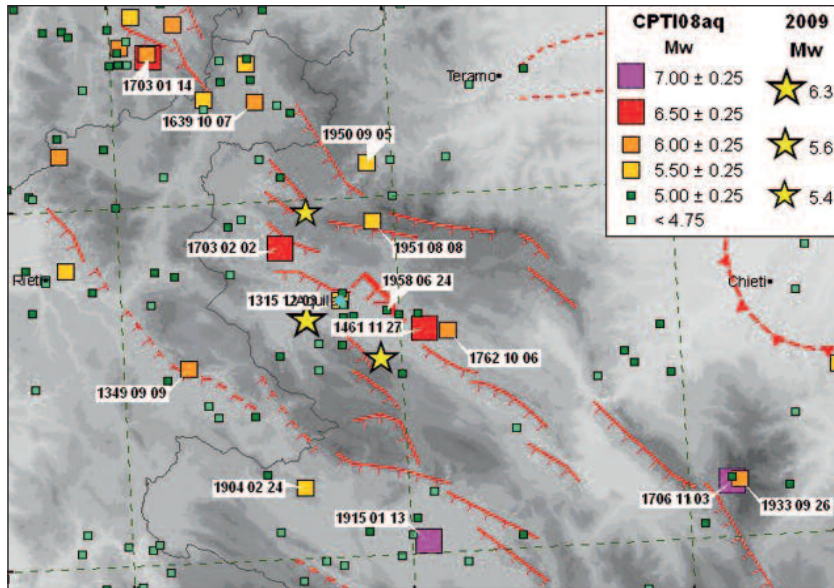 CPTI08aq
2009
Mw
Mw
7.00 ± 0.25
6.50 ± 0.25
6.00 ± 0.25
5.50 ± 0.25
5.00 ± 0.25
< 4.75
6.3
5.6
5.4
1703 01 14
Teramo
1639 10 07
1950 09 05
1703 02 02
1951 08 08
Rieti
1958 06 24
Chieti
1315 12 03
1461 11 27
1762 10 06
1349 09 09
1904 02 24
1706 11 03
1933 09 26
1915 01 13